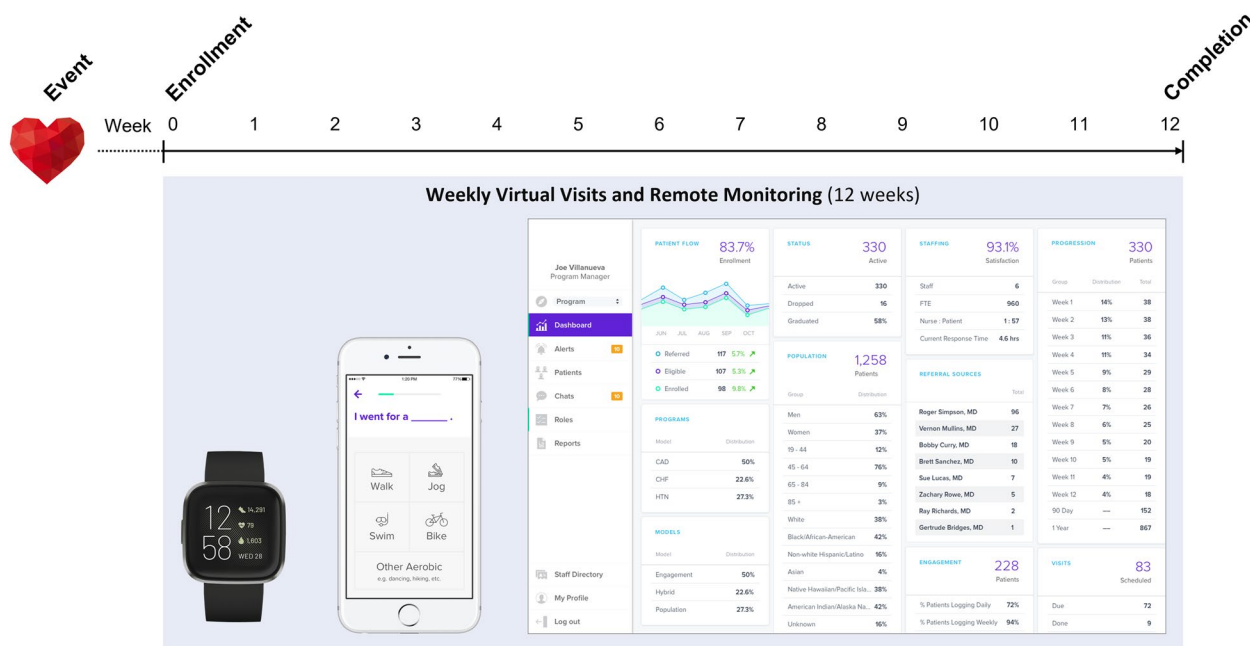 Event
Enrollment
Completion
Week 0 1 2 3 4 5 6 7 8 9 10 11 12
Weekly Virtual Visits and Remote Monitoring (12 weeks)
12
58
14,291
79
1,603
WED 28
1:20 PM
77%
I went for a ______ .
Walk
Jog
Swim
Bike
Other Aerobic
e.g. dancing, hiking, etc.
Joe Villanueva
Program Manager
Program
Dashboard
Alerts
Patients
Chats
Roles
Reports
Staff Directory
My Profile
Log out
PATIENT FLOW
83.7%
Enrollment
JUN JUL AUG SEP OCT
Referred 117 5.7%
Eligible 107 5.3%
Enrolled 98 9.8%
PROGRAMS
Model Distribution
CAD 50%
CHF 22.6%
HTN 27.3%
MODELS
Model Distribution
Engagement 50%
Hybrid 22.6%
Population 27.3%
STATUS
330
Active
Active 330
Dropped 16
Graduated 58%
POPULATION
1,258
Patients
Group Distribution
Men 63%
Women 37%
19 - 44 12%
45 - 64 76%
65 - 84 9%
85 + 3%
White 38%
Black/African-American 42%
Non-white Hispanic/Latino 16%
Asian 4%
Native Hawaiian/Pacific Isla... 38%
American Indian/Alaska Na... 42%
Unknown 16%
STAFFING
93.1%
Satisfaction
Staff 6
FTE 960
Nurse : Patient 1 : 57
Current Response Time 4.6 hrs
REFERRAL SOURCES
Total
Roger Simpson, MD 96
Vernon Mullins, MD 27
Bobby Curry, MD 18
Brett Sanchez, MD 10
Sue Lucas, MD 7
Zachary Rowe, MD 5
Ray Richards, MD 2
Gertrude Bridges, MD 1
ENGAGEMENT
228
Patients
% Patients Logging Daily 72%
% Patients Logging Weekly 94%
PROGRESSION
330
Patients
Group Distribution Total
Week 1 14% 38
Week 2 13% 38
Week 3 11% 36
Week 4 11% 34
Week 5 9% 29
Week 6 8% 28
Week 7 7% 26
Week 8 6% 25
Week 9 5% 20
Week 10 5% 19
Week 11 4% 19
Week 12 4% 18
90 Day — 152
1 Year — 867
VISITS
83
Scheduled
Due 72
Done 9